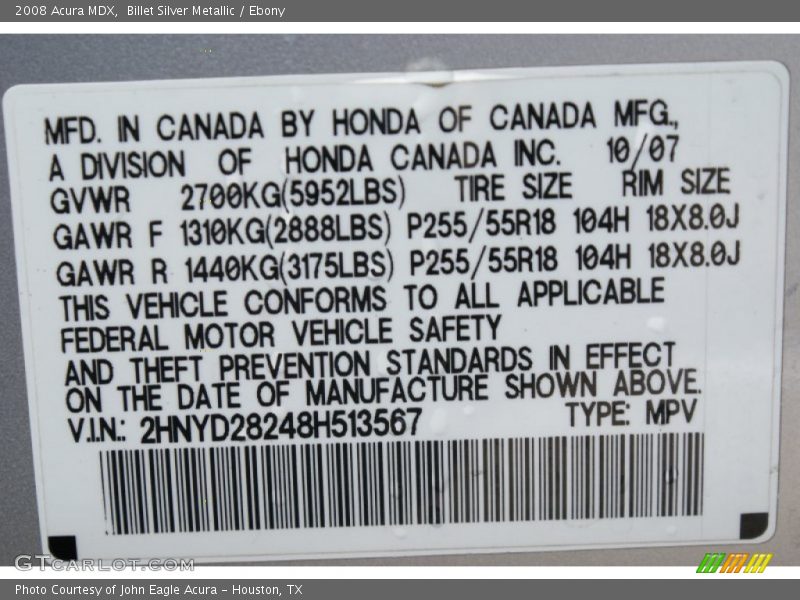 2008 Acura MDX, Billet Silver Metallic / Ebony
MFD. IN CANADA BY HONDA OF CANADA MFG.,
A DIVISION OF HONDA CANADA INC. 10/07
GVWR 2700KG(5952LBS) TIRE SIZE RIM SIZE
GAWR F 1310KG(2888LBS) P255/55R18 104H 18X8.0J
GAWR R 1440KG(3175LBS) P255/55R18 104H 18X8.0J
THIS VEHICLE CONFORMS TO ALL APPLICABLE
FEDERAL MOTOR VEHICLE SAFETY
AND THEFT PREVENTION STANDARDS IN EFFECT
ON THE DATE OF MANUFACTURE SHOWN ABOVE.
V.I.N.: 2HNYD28248H513567 TYPE: MPV
GTcarlot.com
Photo Courtesy of John Eagle Acura - Houston, TX